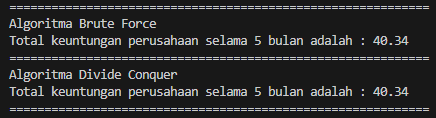 ============================================================
Algoritma Brute Force
Total keuntungan perusahaan selama 5 bulan adalah : 40.34
============================================================
Algoritma Divide Conquer
Total keuntungan perusahaan selama 5 bulan adalah : 40.34
============================================================